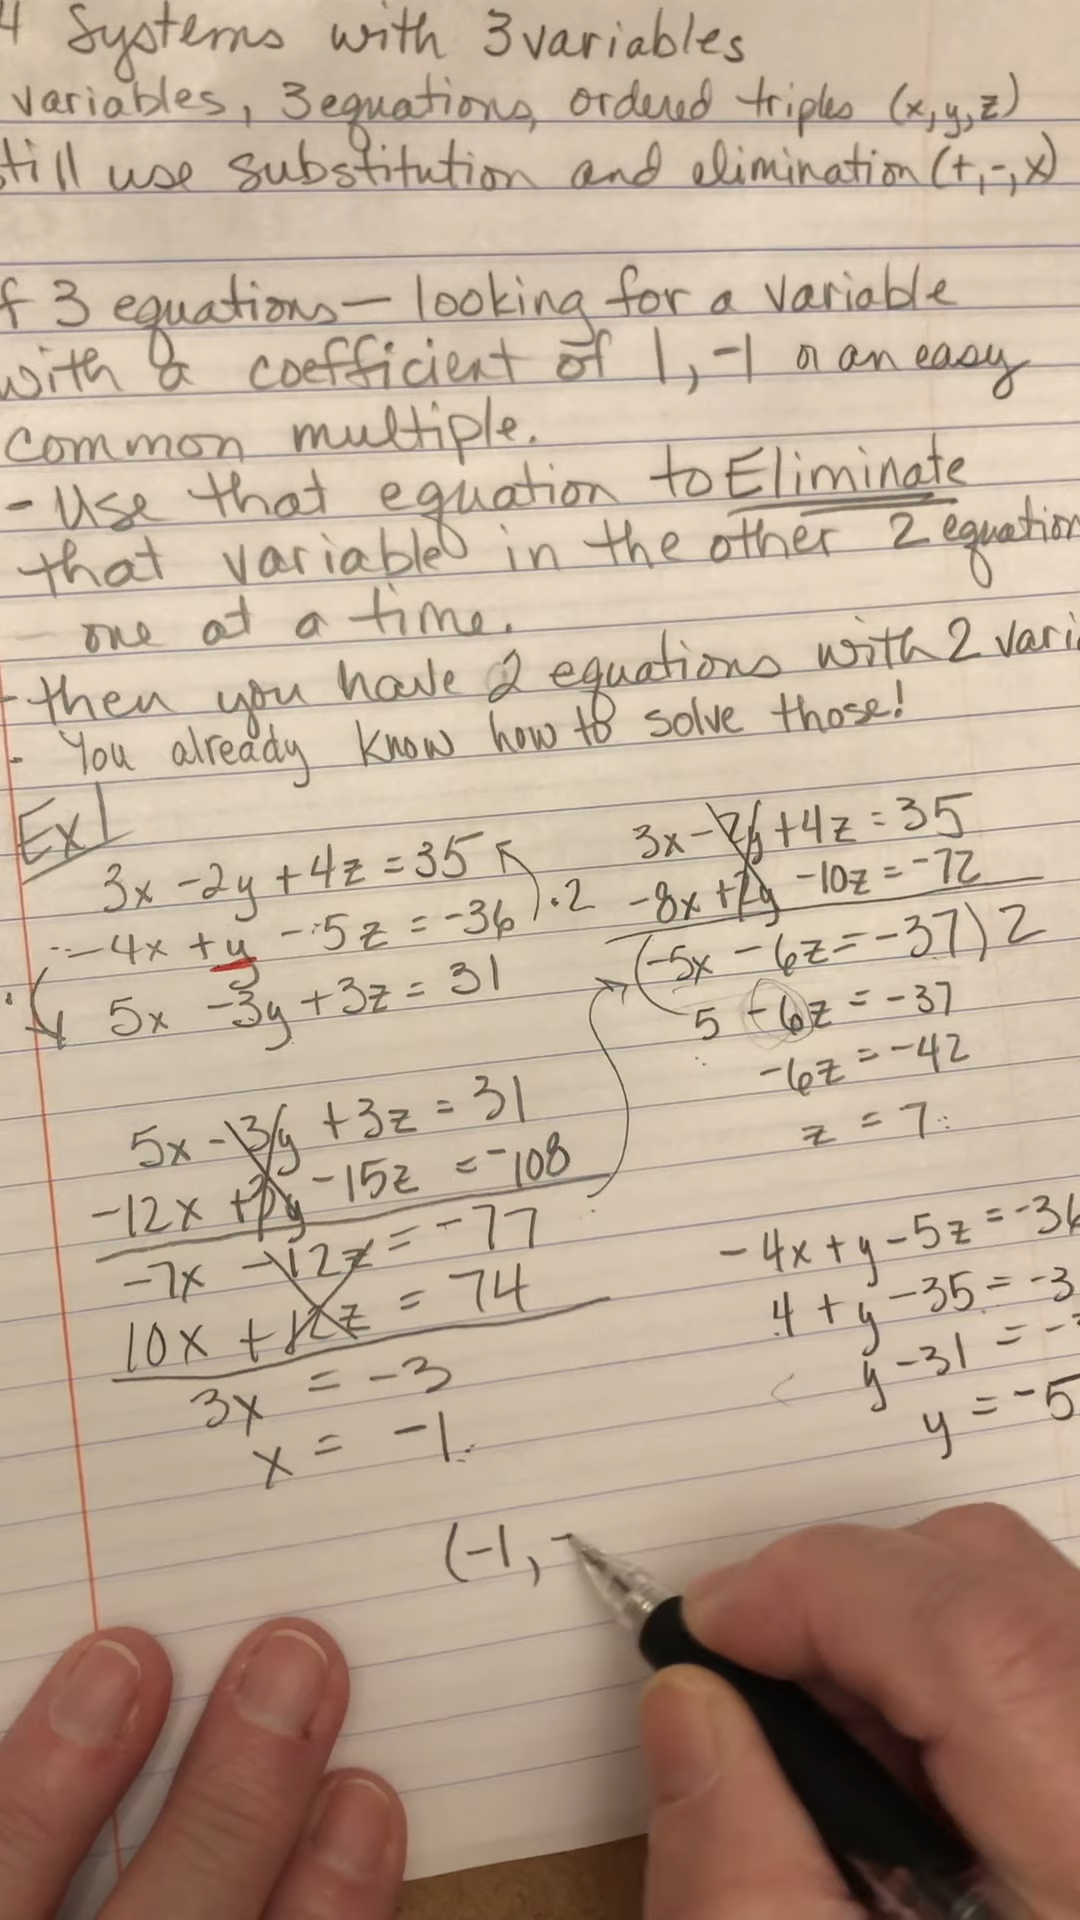 4 Systems with 3 variables
variables, 3 equations, ordered triples (x,y,z)
still use substitution and elimination (+,-,x)
of 3 equations — looking for a variable
with a coefficient of 1, -1 or an easy
common multiple.
- Use that equation to Eliminate
that variable in the other 2 equation
one at a time.
- then you have 2 equations with 2 vari
- You already know how to solve those!
Ex 1
3x - 2y + 4z = 35
-4x + y - 5z = -36 ) · 2
5x - 3y + 3z = 31
5x - 3y + 3z = 31
-12x + y - 15z = -108
-7x - 12z = -77
10x + 12z = 74
3x = -3
x = -1
3x - 2y + 4z = 35
-8x + 2y - 10z = -72
(-5x - 6z = -37) 2
5 - 6z = -37
-6z = -42
z = 7
-4x + y - 5z = -36
4 + y - 35 = -3
y - 31 = -
y = -5
(-1, -